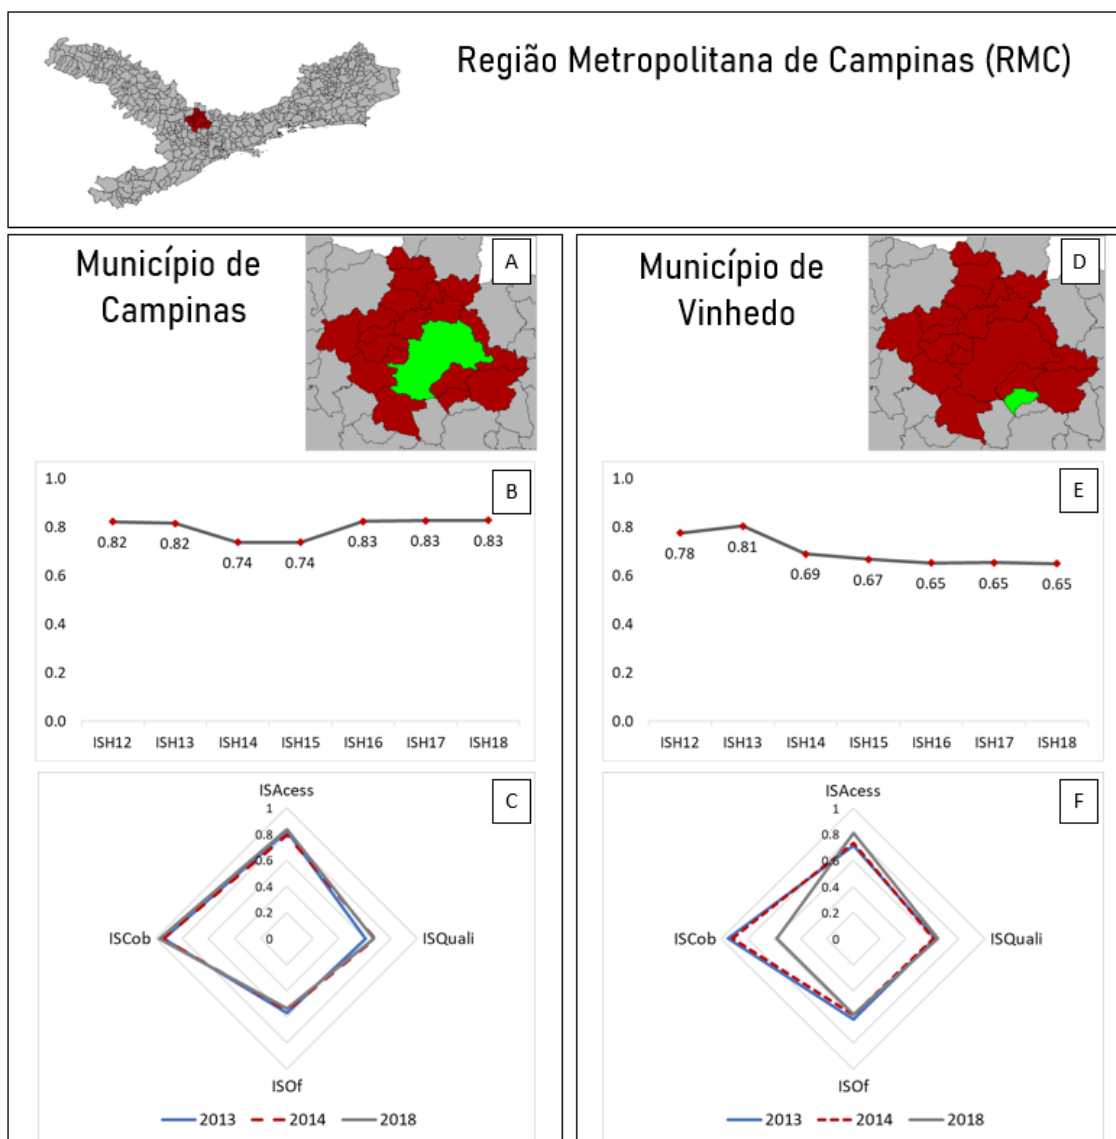 Região Metropolitana de Campinas (RMC)
Município de
Campinas
A
B
1.0
0.8
0.6
0.4
0.2
0.0
0.82
0.82
0.74
0.74
0.83
0.83
0.83
ISH12
ISH13
ISH14
ISH15
ISH16
ISH17
ISH18
C
ISAcess
1
0.8
0.6
0.4
0.2
0
ISCob
ISQuali
ISOf
2013
2014
2018
Município de
Vinhedo
D
E
1.0
0.8
0.6
0.4
0.2
0.0
0.78
0.81
0.69
0.67
0.65
0.65
0.65
ISH12
ISH13
ISH14
ISH15
ISH16
ISH17
ISH18
F
ISAcess
1
0.8
0.6
0.4
0.2
0
ISCob
ISQuali
ISOf
2013
2014
2018